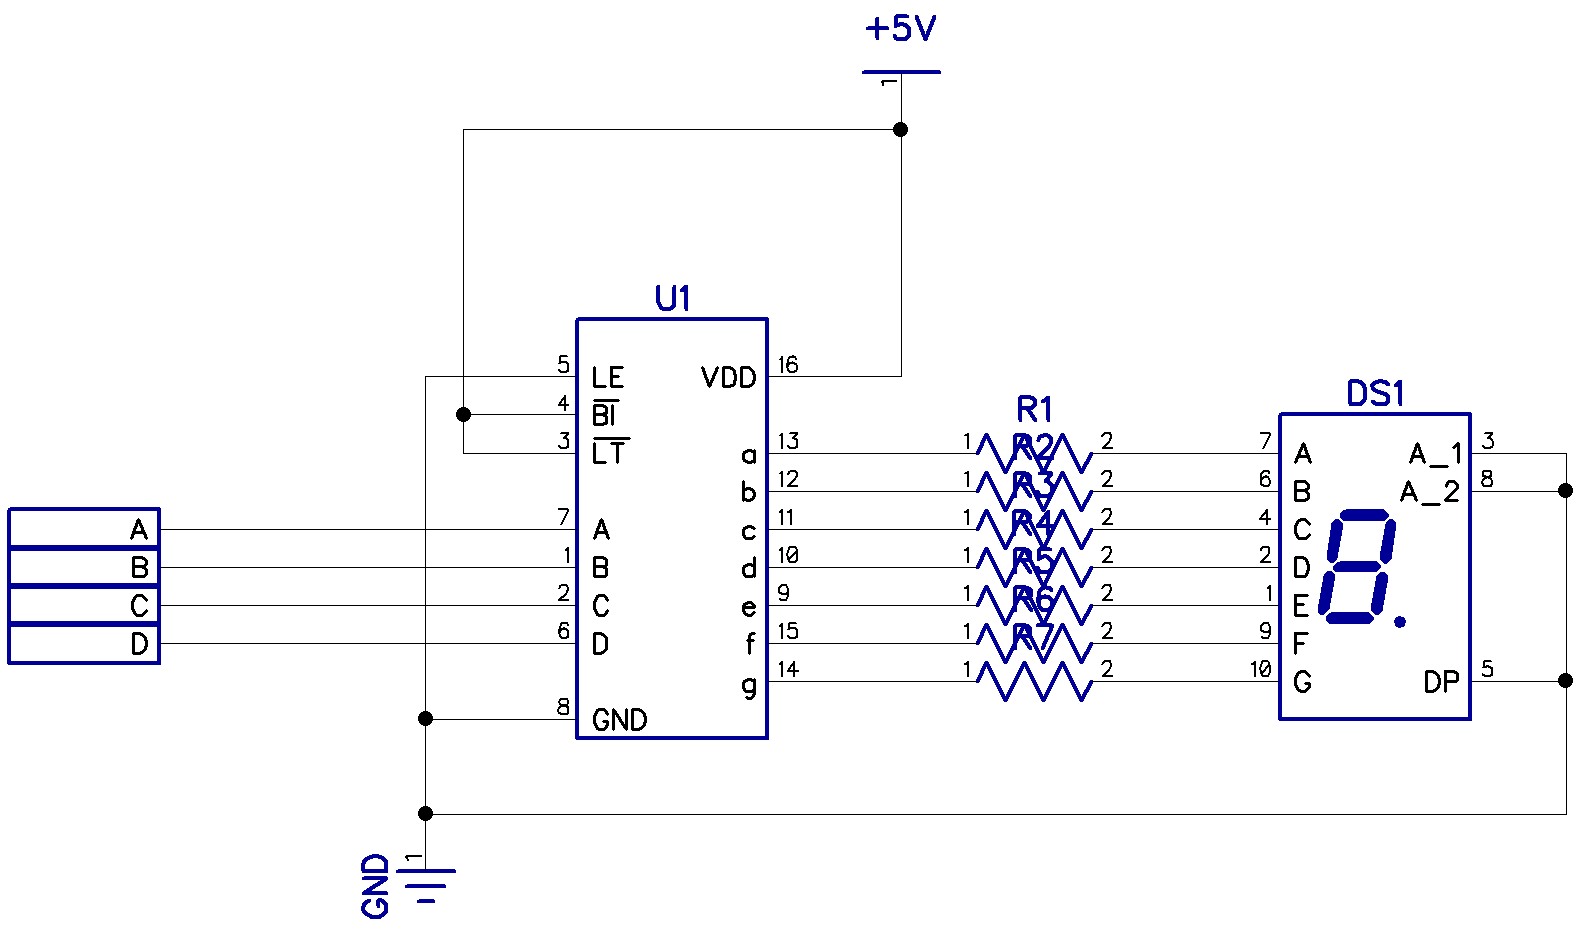 +5V
1
U1
5 LE VDD 16
4 BI
3 LT
DS1
R1
a 13 1 R2 2 7 A A_1 3
b 12 1 R3 2 6 B A_2 8
A 7 A c 11 1 R4 2 4 C
B 1 B d 10 1 R5 2 2 D
C 2 C e 9 1 R6 2 1 E
D 6 D f 15 1 R7 2 9 F
g 14 1 2 10 G DP 5
8 GND
1
GND